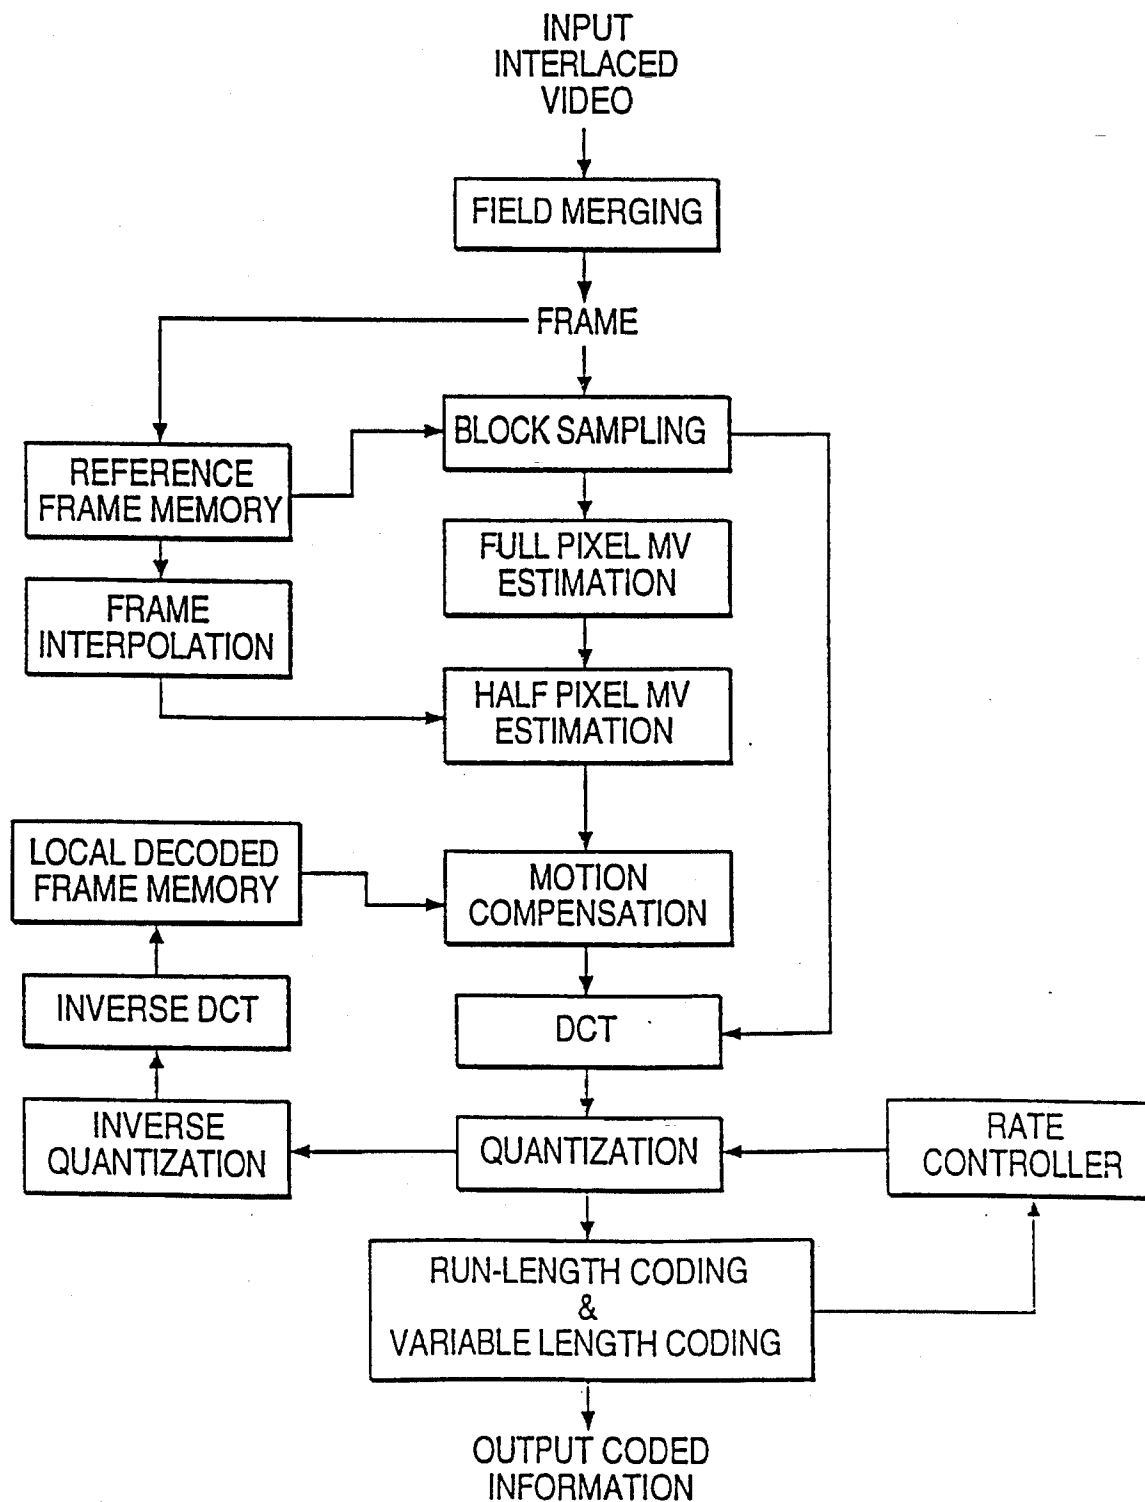 INPUT
INTERLACED
VIDEO
FIELD MERGING
FRAME
BLOCK SAMPLING
REFERENCE
FRAME MEMORY
FULL PIXEL MV
ESTIMATION
FRAME
INTERPOLATION
HALF PIXEL MV
ESTIMATION
LOCAL DECODED
FRAME MEMORY
MOTION
COMPENSATION
INVERSE DCT
DCT
INVERSE
QUANTIZATION
QUANTIZATION
RATE
CONTROLLER
RUN-LENGTH CODING
&
VARIABLE LENGTH CODING
OUTPUT CODED
INFORMATION